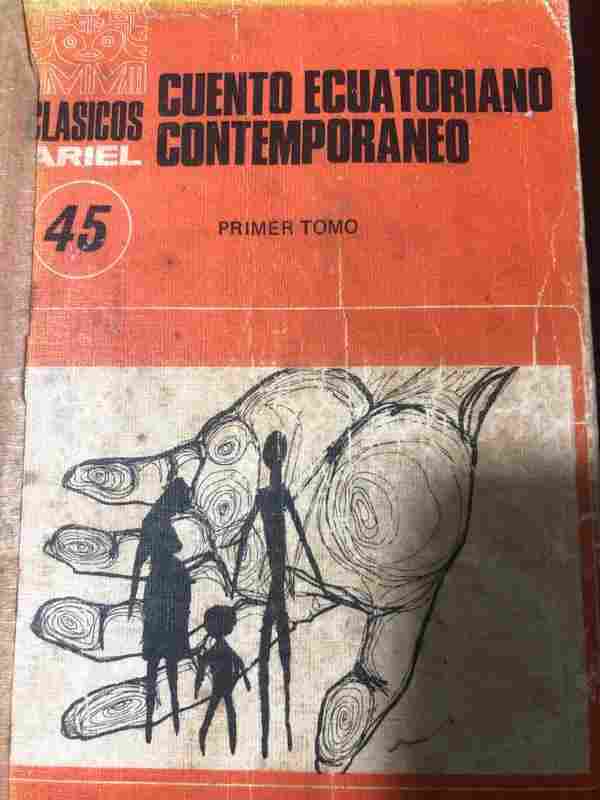 CLASICOS
ARIEL
45
CUENTO ECUATORIANO
CONTEMPORANEO
PRIMER TOMO